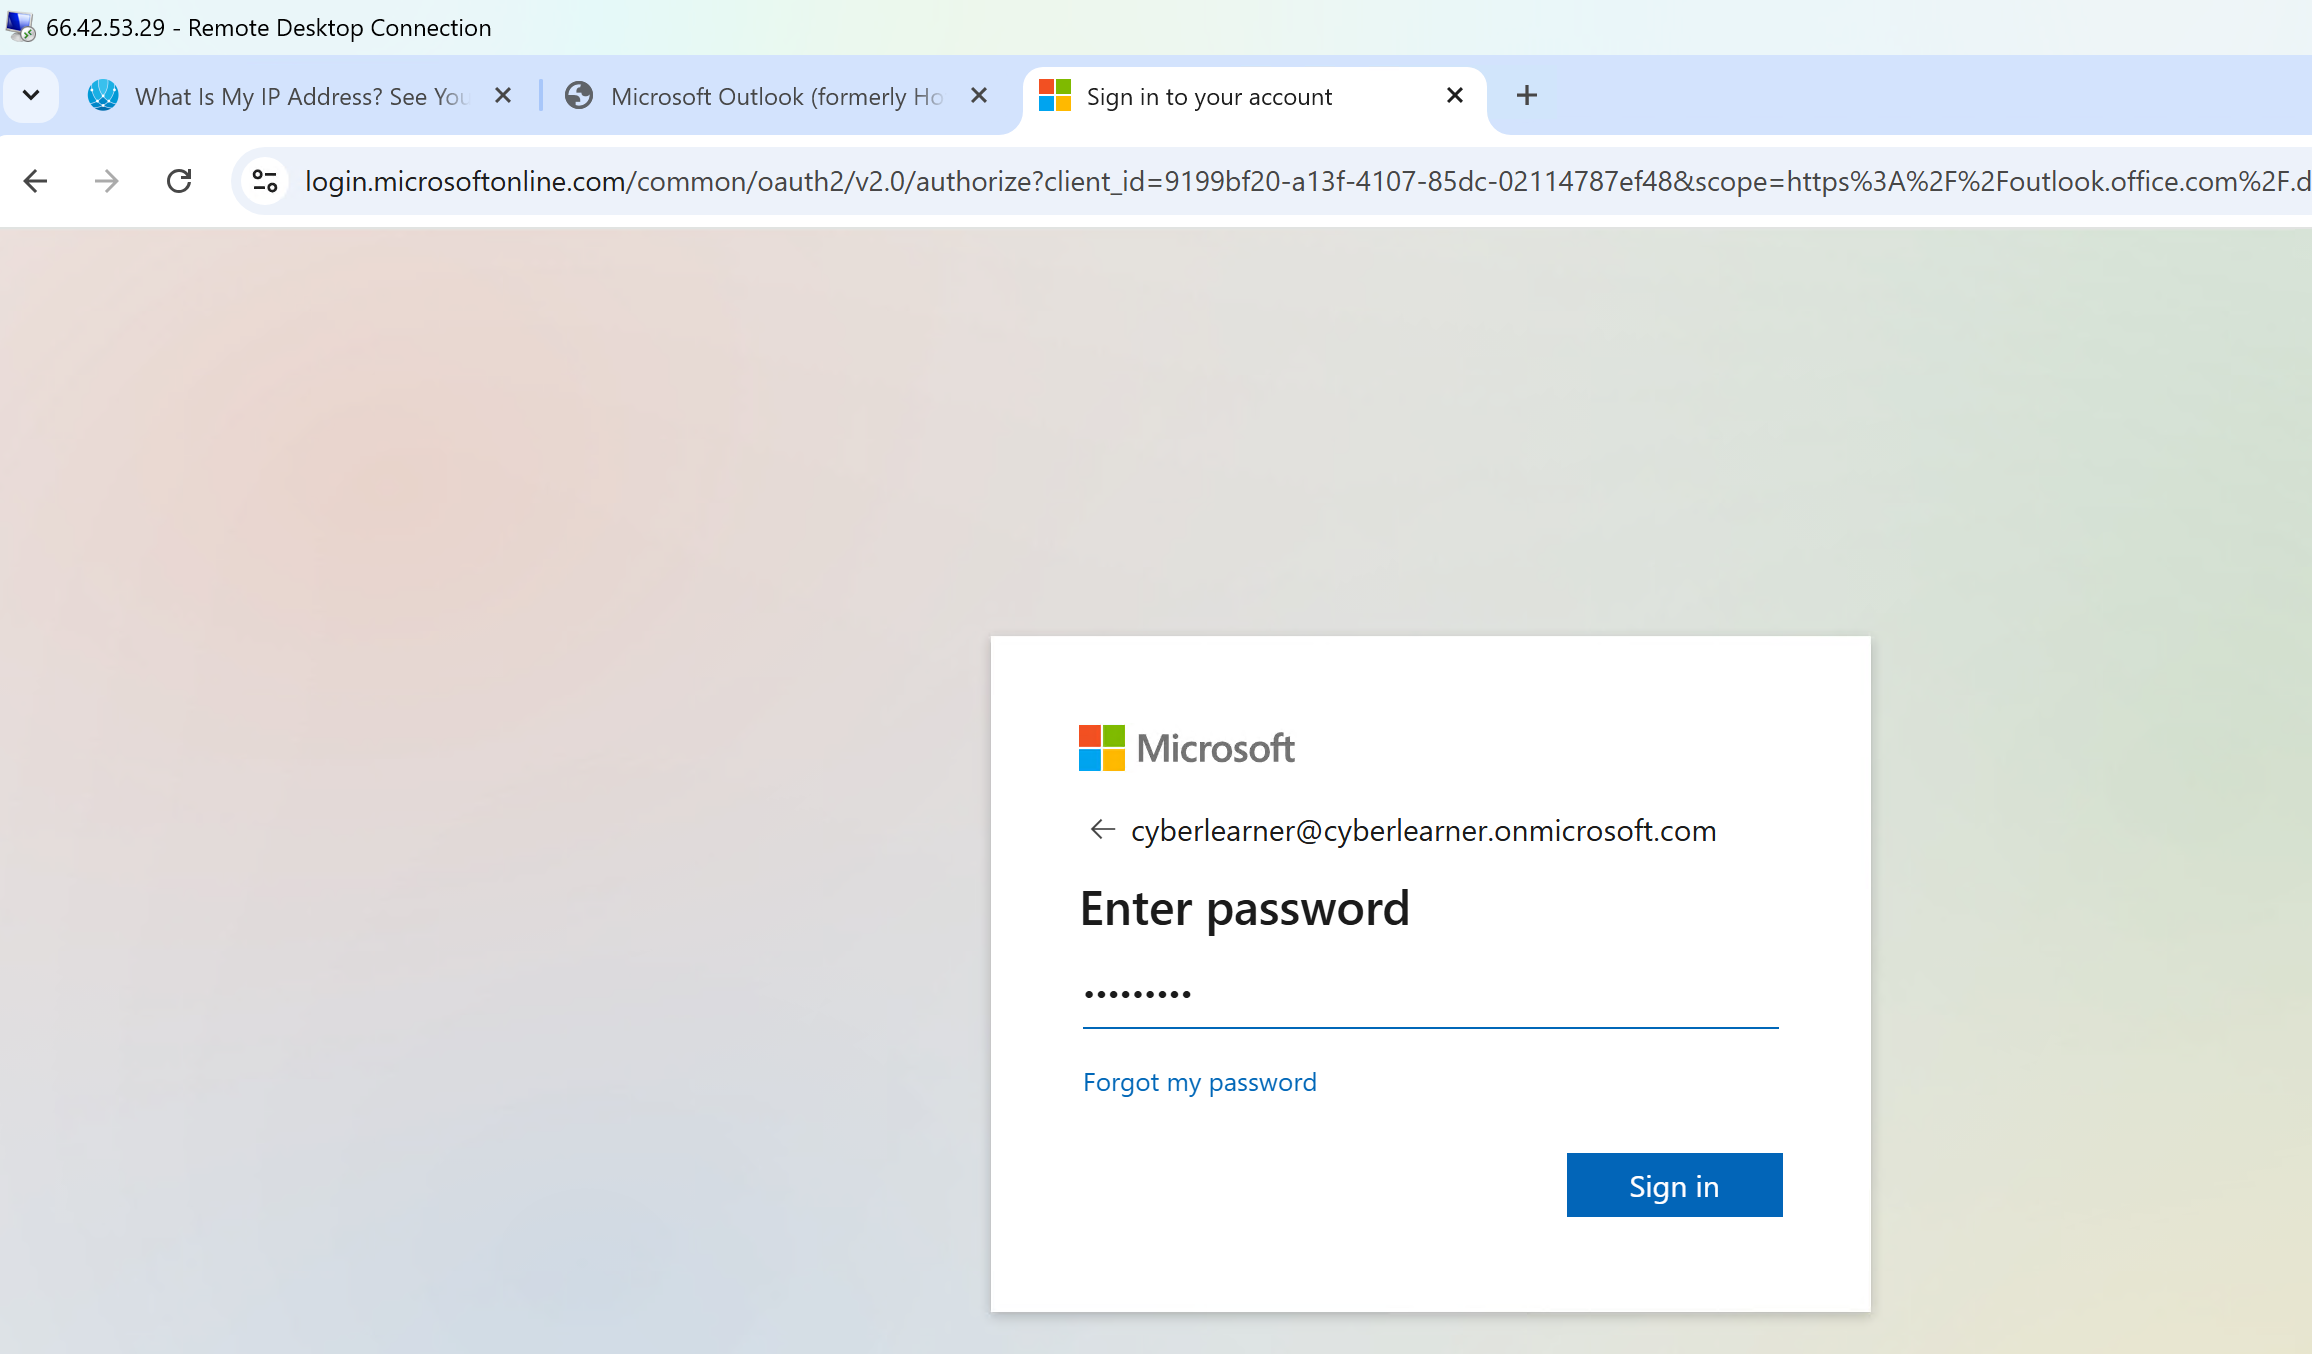 66.42.53.29 - Remote Desktop Connection
What Is My IP Address? See You
Microsoft Outlook (formerly Ho
Sign in to your account
login.microsoftonline.com/common/oauth2/v2.0/authorize?client_id=9199bf20-a13f-4107-85dc-02114787ef48&scope=https%3A%2F%2Foutlook.office.com%2F.d
Microsoft
cyberlearner@cyberlearner.onmicrosoft.com
Enter password
•••••••••
Forgot my password
Sign in